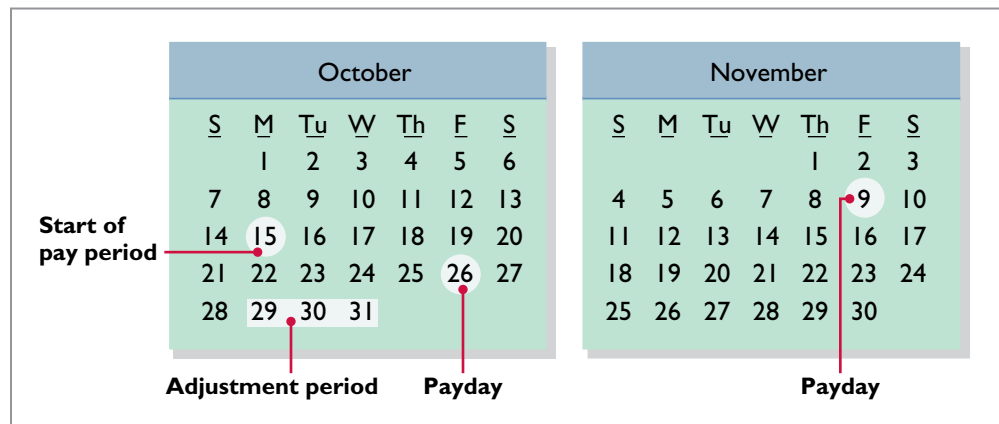 October
S M Tu W Th F S
1 2 3 4 5 6
7 8 9 10 11 12 13
14 15 16 17 18 19 20
21 22 23 24 25 26 27
28 29 30 31
November
S M Tu W Th F S
1 2 3
4 5 6 7 8 9 10
11 12 13 14 15 16 17
18 19 20 21 22 23 24
25 26 27 28 29 30
Start of
pay period
Adjustment period
Payday
Payday